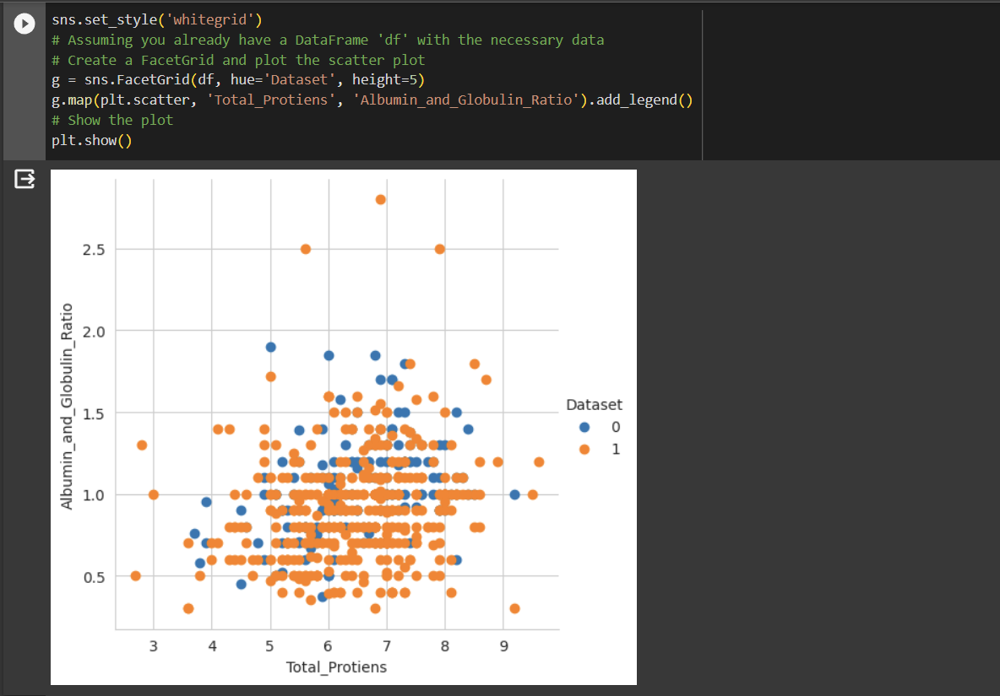 sns.set_style('whitegrid')
# Assuming you already have a DataFrame 'df' with the necessary data
# Create a FacetGrid and plot the scatter plot
g = sns.FacetGrid(df, hue='Dataset', height=5)
g.map(plt.scatter, 'Total_Protiens', 'Albumin_and_Globulin_Ratio').add_legend()
# Show the plot
plt.show()
2.5
2.0
1.5
1.0
0.5
Albumin_and_Globulin_Ratio
3 4 5 6 7 8 9
Total_Protiens
Dataset
0
1